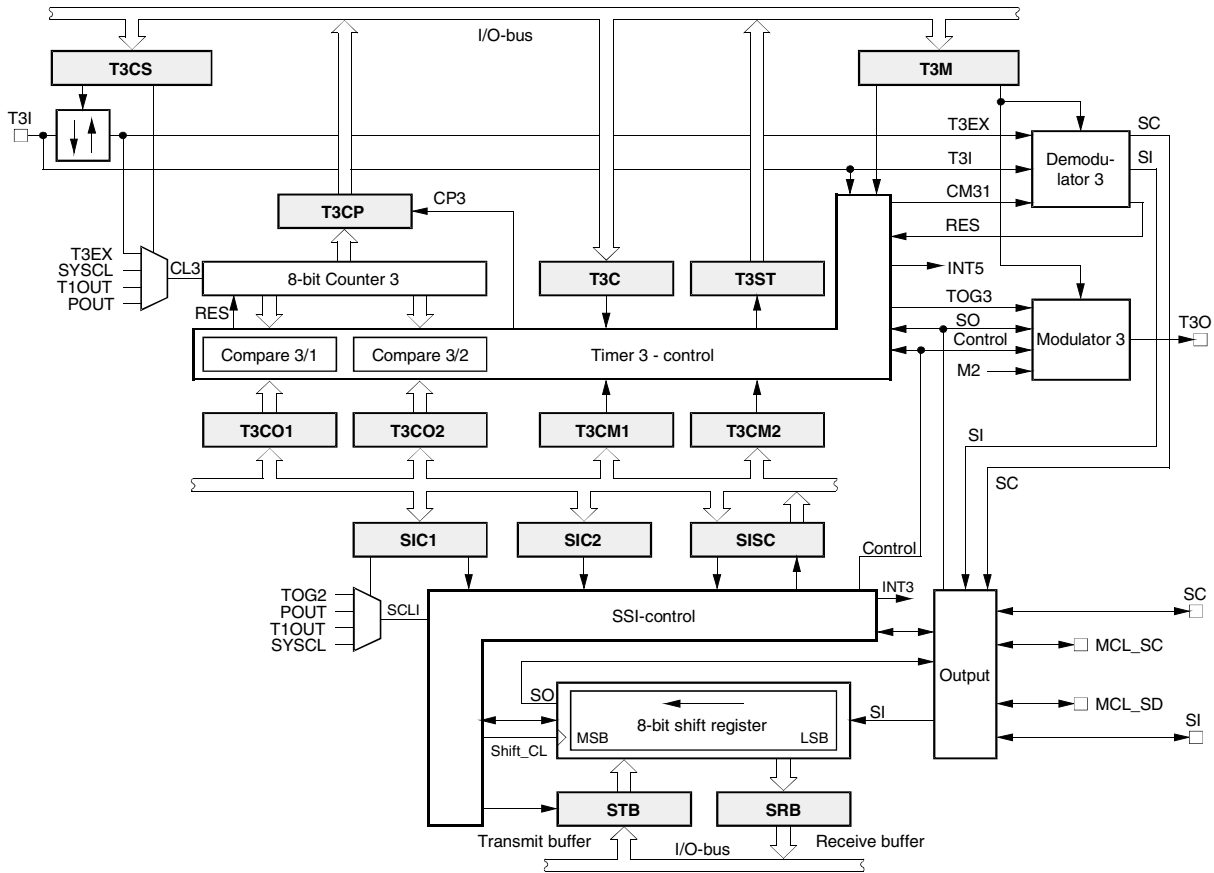 I/O-bus
T3CS
T3M
T3I
T3EX
SC
T3I
SI
Demodu-
lator 3
CM31
T3CP
CP3
RES
T3EX
SYSCL
T1OUT
POUT
CL3
8-bit Counter 3
T3C
T3ST
INT5
RES
TOG3
SO
Control
M2
Modulator 3
T3O
Compare 3/1
Compare 3/2
Timer 3 - control
T3CO1
T3CO2
T3CM1
T3CM2
SI
SC
SIC1
SIC2
SISC
Control
TOG2
POUT
T1OUT
SYSCL
SCLI
SSI-control
INT3
SC
MCL_SC
Output
MCL_SD
SI
SO
8-bit shift register
MSB
LSB
SI
Shift_CL
STB
SRB
Transmit buffer
I/O-bus
Receive buffer